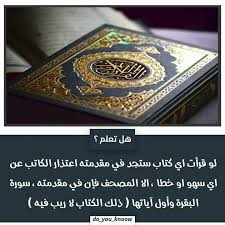 هل تعلم ؟
لو قرأت اي كتاب ستجد في مقدمته اعتذار الكاتب عن
اي سهو او خطا ، الا المصحف فإن في مقدمته ، سورة
البقرة وأول آياتها ( ذلك الكتاب لا ريب فيه )
do_you_knoow